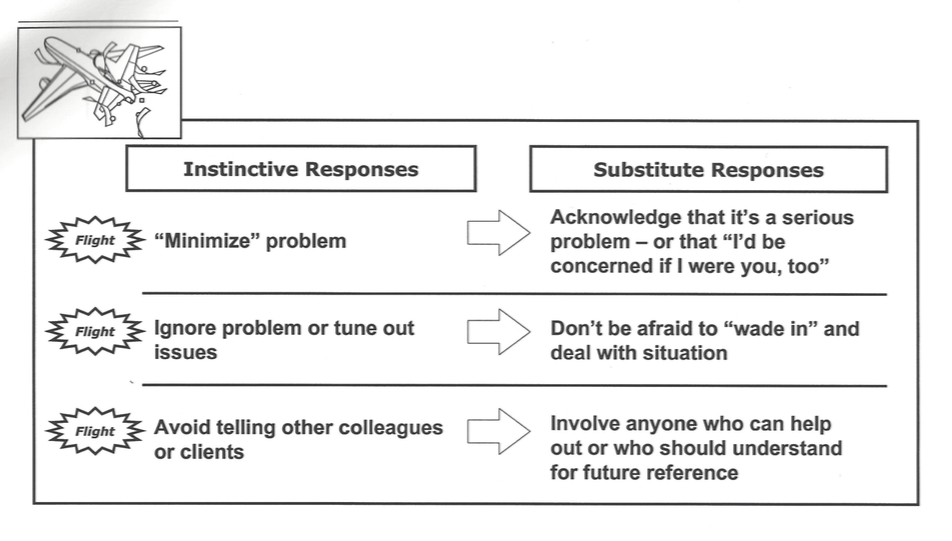 Instinctive Responses
Substitute Responses
Flight
“Minimize” problem
Acknowledge that it’s a serious
problem – or that “I’d be
concerned if I were you, too”
Flight
Ignore problem or tune out
issues
Don’t be afraid to “wade in” and
deal with situation
Flight
Avoid telling other colleagues
or clients
Involve anyone who can help
out or who should understand
for future reference